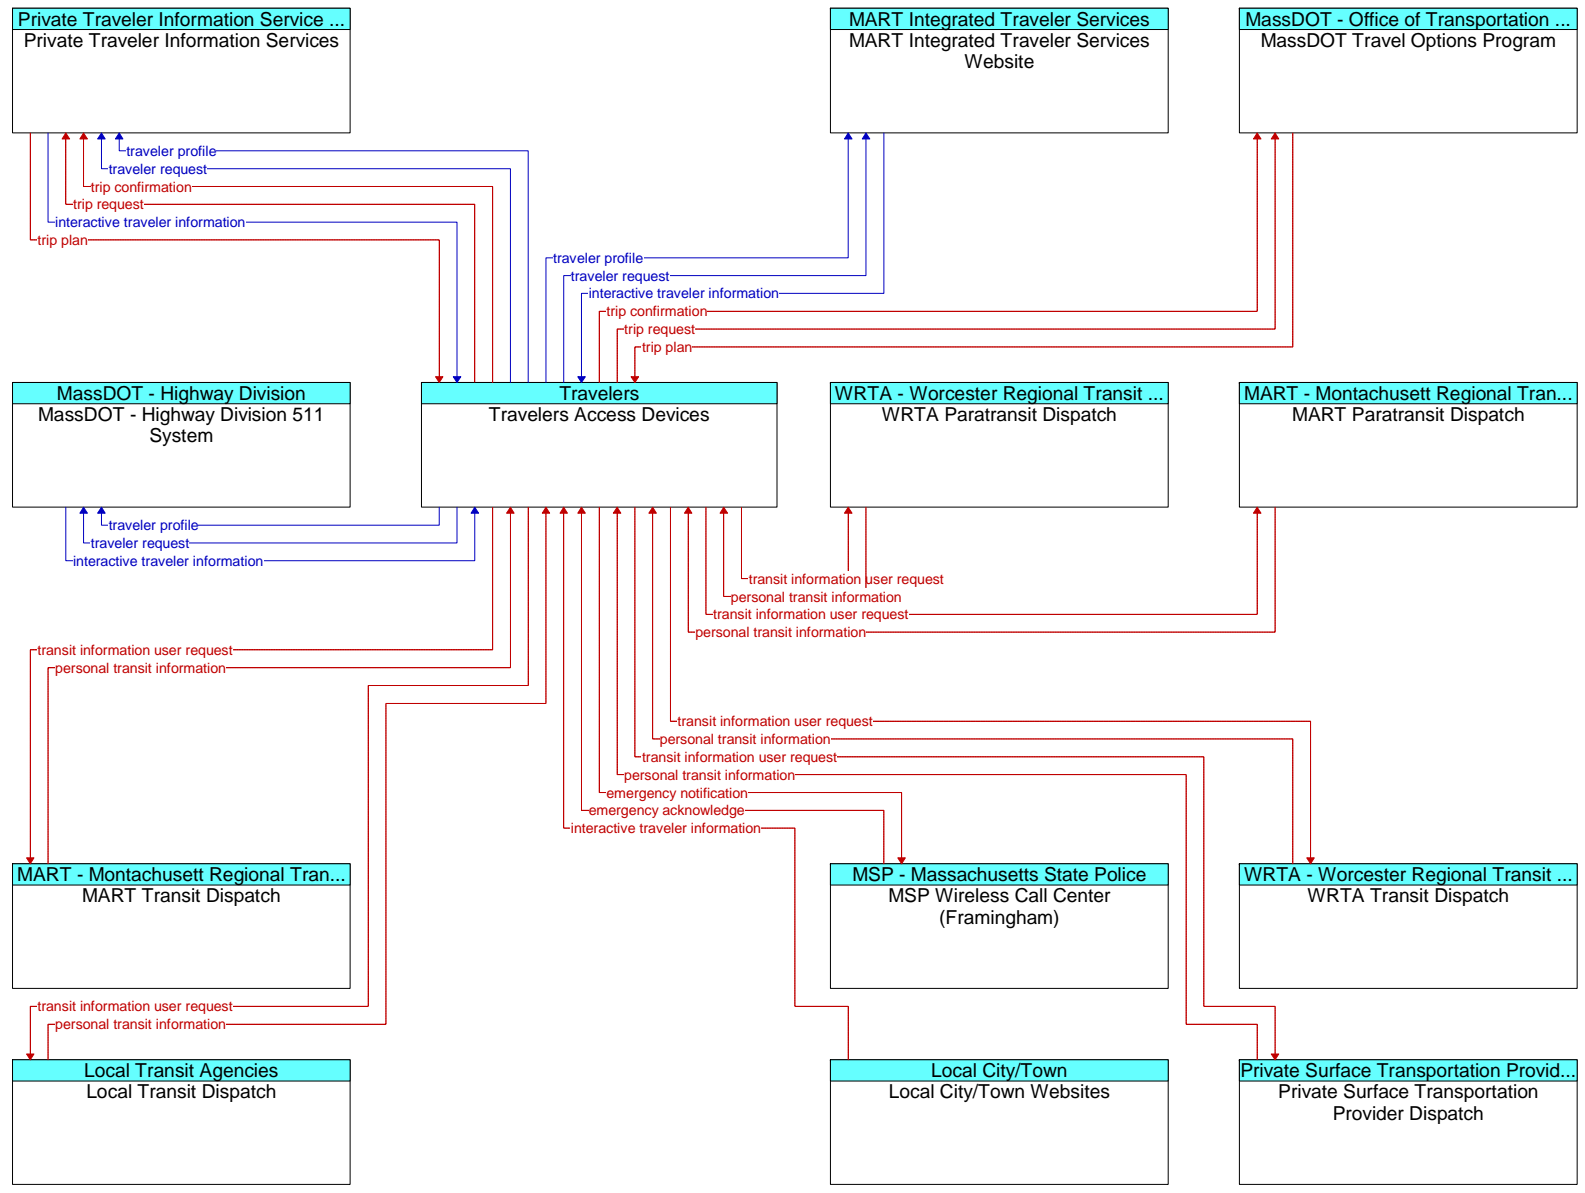 Private Traveler Information Service ...
Private Traveler Information Services
MART Integrated Traveler Services
MART Integrated Traveler Services
Website
MassDOT - Office of Transportation ...
MassDOT Travel Options Program
traveler profile
traveler request
trip confirmation
trip request
interactive traveler information
trip plan
traveler profile
traveler request
interactive traveler information
trip confirmation
trip request
trip plan
MassDOT - Highway Division
MassDOT - Highway Division 511
System
Travelers
Travelers Access Devices
WRTA - Worcester Regional Transit ...
WRTA Paratransit Dispatch
MART - Montachusett Regional Tran...
MART Paratransit Dispatch
traveler profile
traveler request
interactive traveler information
transit information user request
personal transit information
transit information user request
personal transit information
transit information user request
personal transit information
transit information user request
personal transit information
transit information user request
personal transit information
emergency notification
emergency acknowledge
interactive traveler information
MART - Montachusett Regional Tran...
MART Transit Dispatch
MSP - Massachusetts State Police
MSP Wireless Call Center
(Framingham)
WRTA - Worcester Regional Transit ...
WRTA Transit Dispatch
transit information user request
personal transit information
Local Transit Agencies
Local Transit Dispatch
Local City/Town
Local City/Town Websites
Private Surface Transportation Provid...
Private Surface Transportation
Provider Dispatch